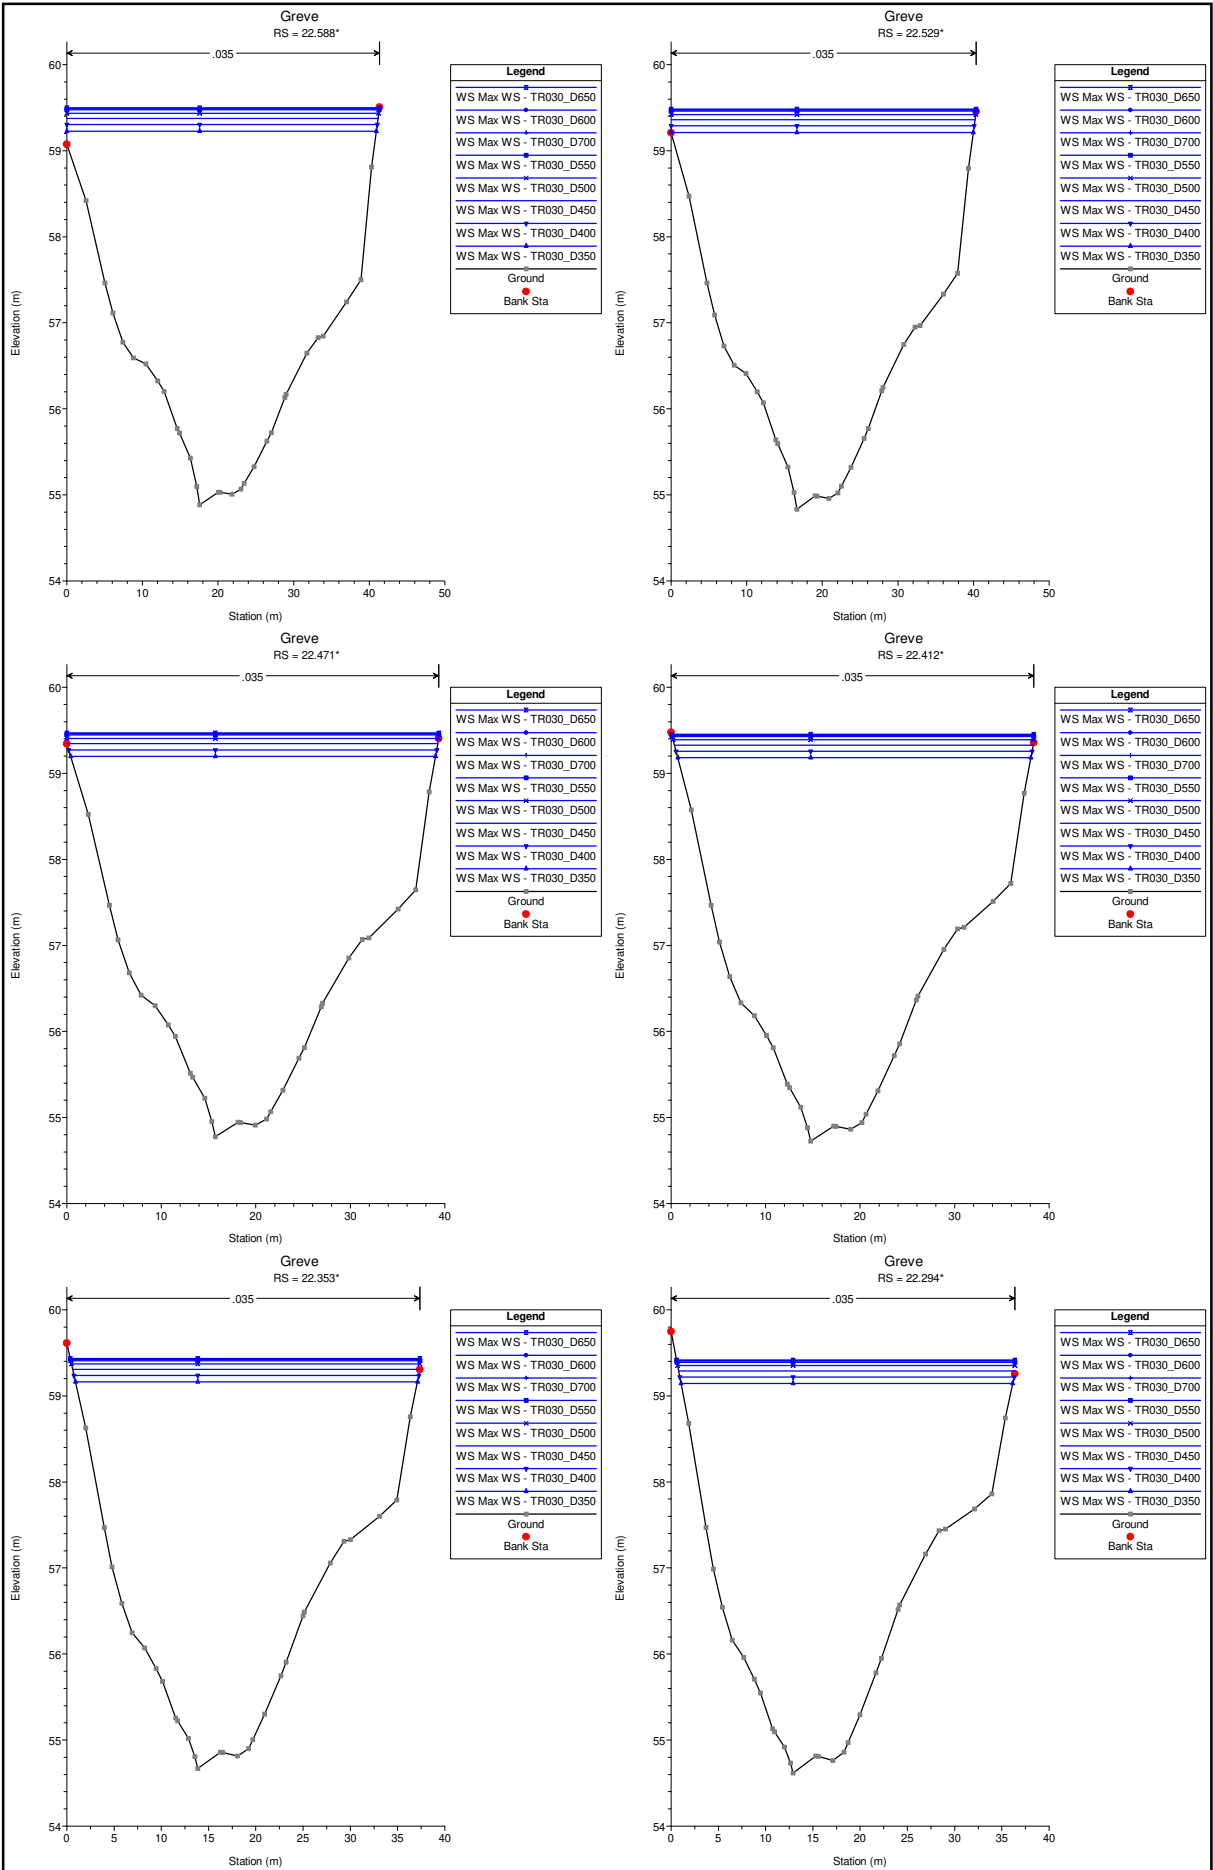 Greve
RS = 22.588*
.035
Legend
WS Max WS - TR030_D650
WS Max WS - TR030_D600
WS Max WS - TR030_D700
WS Max WS - TR030_D550
WS Max WS - TR030_D500
WS Max WS - TR030_D450
WS Max WS - TR030_D400
WS Max WS - TR030_D350
Ground
Bank Sta
60
59
58
57
56
55
54
Elevation (m)
0 10 20 30 40 50
Station (m)
Greve
RS = 22.529*
.035
Legend
WS Max WS - TR030_D650
WS Max WS - TR030_D600
WS Max WS - TR030_D700
WS Max WS - TR030_D550
WS Max WS - TR030_D500
WS Max WS - TR030_D450
WS Max WS - TR030_D400
WS Max WS - TR030_D350
Ground
Bank Sta
60
59
58
57
56
55
54
Elevation (m)
0 10 20 30 40 50
Station (m)
Greve
RS = 22.471*
.035
Legend
WS Max WS - TR030_D650
WS Max WS - TR030_D600
WS Max WS - TR030_D700
WS Max WS - TR030_D550
WS Max WS - TR030_D500
WS Max WS - TR030_D450
WS Max WS - TR030_D400
WS Max WS - TR030_D350
Ground
Bank Sta
60
59
58
57
56
55
54
Elevation (m)
0 10 20 30 40
Station (m)
Greve
RS = 22.412*
.035
Legend
WS Max WS - TR030_D650
WS Max WS - TR030_D600
WS Max WS - TR030_D700
WS Max WS - TR030_D550
WS Max WS - TR030_D500
WS Max WS - TR030_D450
WS Max WS - TR030_D400
WS Max WS - TR030_D350
Ground
Bank Sta
60
59
58
57
56
55
54
Elevation (m)
0 10 20 30 40
Station (m)
Greve
RS = 22.353*
.035
Legend
WS Max WS - TR030_D650
WS Max WS - TR030_D600
WS Max WS - TR030_D700
WS Max WS - TR030_D550
WS Max WS - TR030_D500
WS Max WS - TR030_D450
WS Max WS - TR030_D400
WS Max WS - TR030_D350
Ground
Bank Sta
60
59
58
57
56
55
54
Elevation (m)
0 5 10 15 20 25 30 35 40
Station (m)
Greve
RS = 22.294*
.035
Legend
WS Max WS - TR030_D650
WS Max WS - TR030_D600
WS Max WS - TR030_D700
WS Max WS - TR030_D550
WS Max WS - TR030_D500
WS Max WS - TR030_D450
WS Max WS - TR030_D400
WS Max WS - TR030_D350
Ground
Bank Sta
60
59
58
57
56
55
54
Elevation (m)
0 5 10 15 20 25 30 35 40
Station (m)